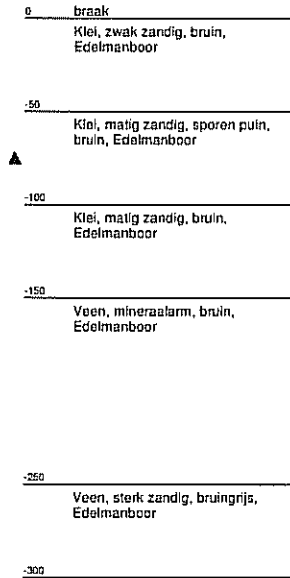 0 braak
Klei, zwak zandig, bruin,
Edelmanboor
-50
Klei, matig zandig, sporen puin,
bruin, Edelmanboor
-100
Klei, matig zandig, bruin,
Edelmanboor
-150
Veen, mineraalarm, bruin,
Edelmanboor
-250
Veen, sterk zandig, bruingrijs,
Edelmanboor
-300